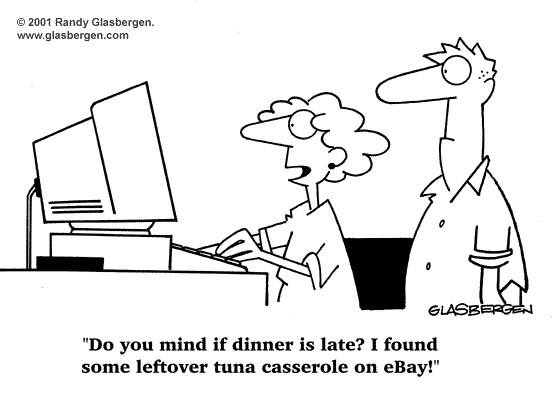 © 2001 Randy Glasbergen.
www.glasbergen.com
GLASBERGEN
"Do you mind if dinner is late? I found
some leftover tuna casserole on eBay!"